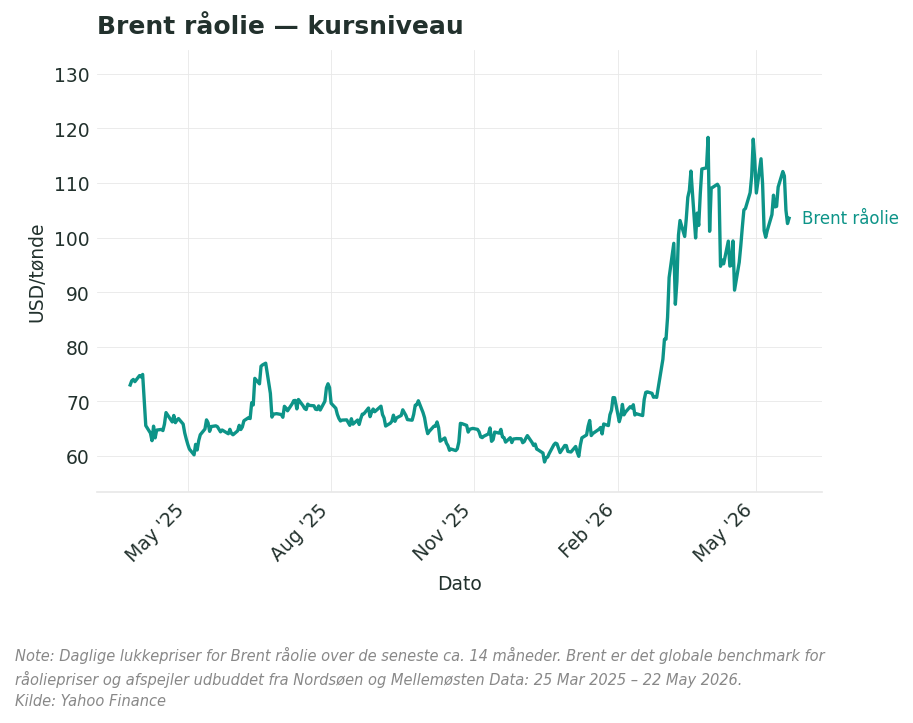 Brent råolie — kursniveau
130
120
110
100
90
80
70
60
USD/tønde
Brent råolie
May '25
Aug '25
Nov '25
Feb '26
May '26
Dato
Note: Daglige lukkepriser for Brent råolie over de seneste ca. 14 måneder. Brent er det globale benchmark for
råoliepriser og afspejler udbuddet fra Nordsøen og Mellemøsten Data: 25 Mar 2025 – 22 May 2026.
Kilde: Yahoo Finance